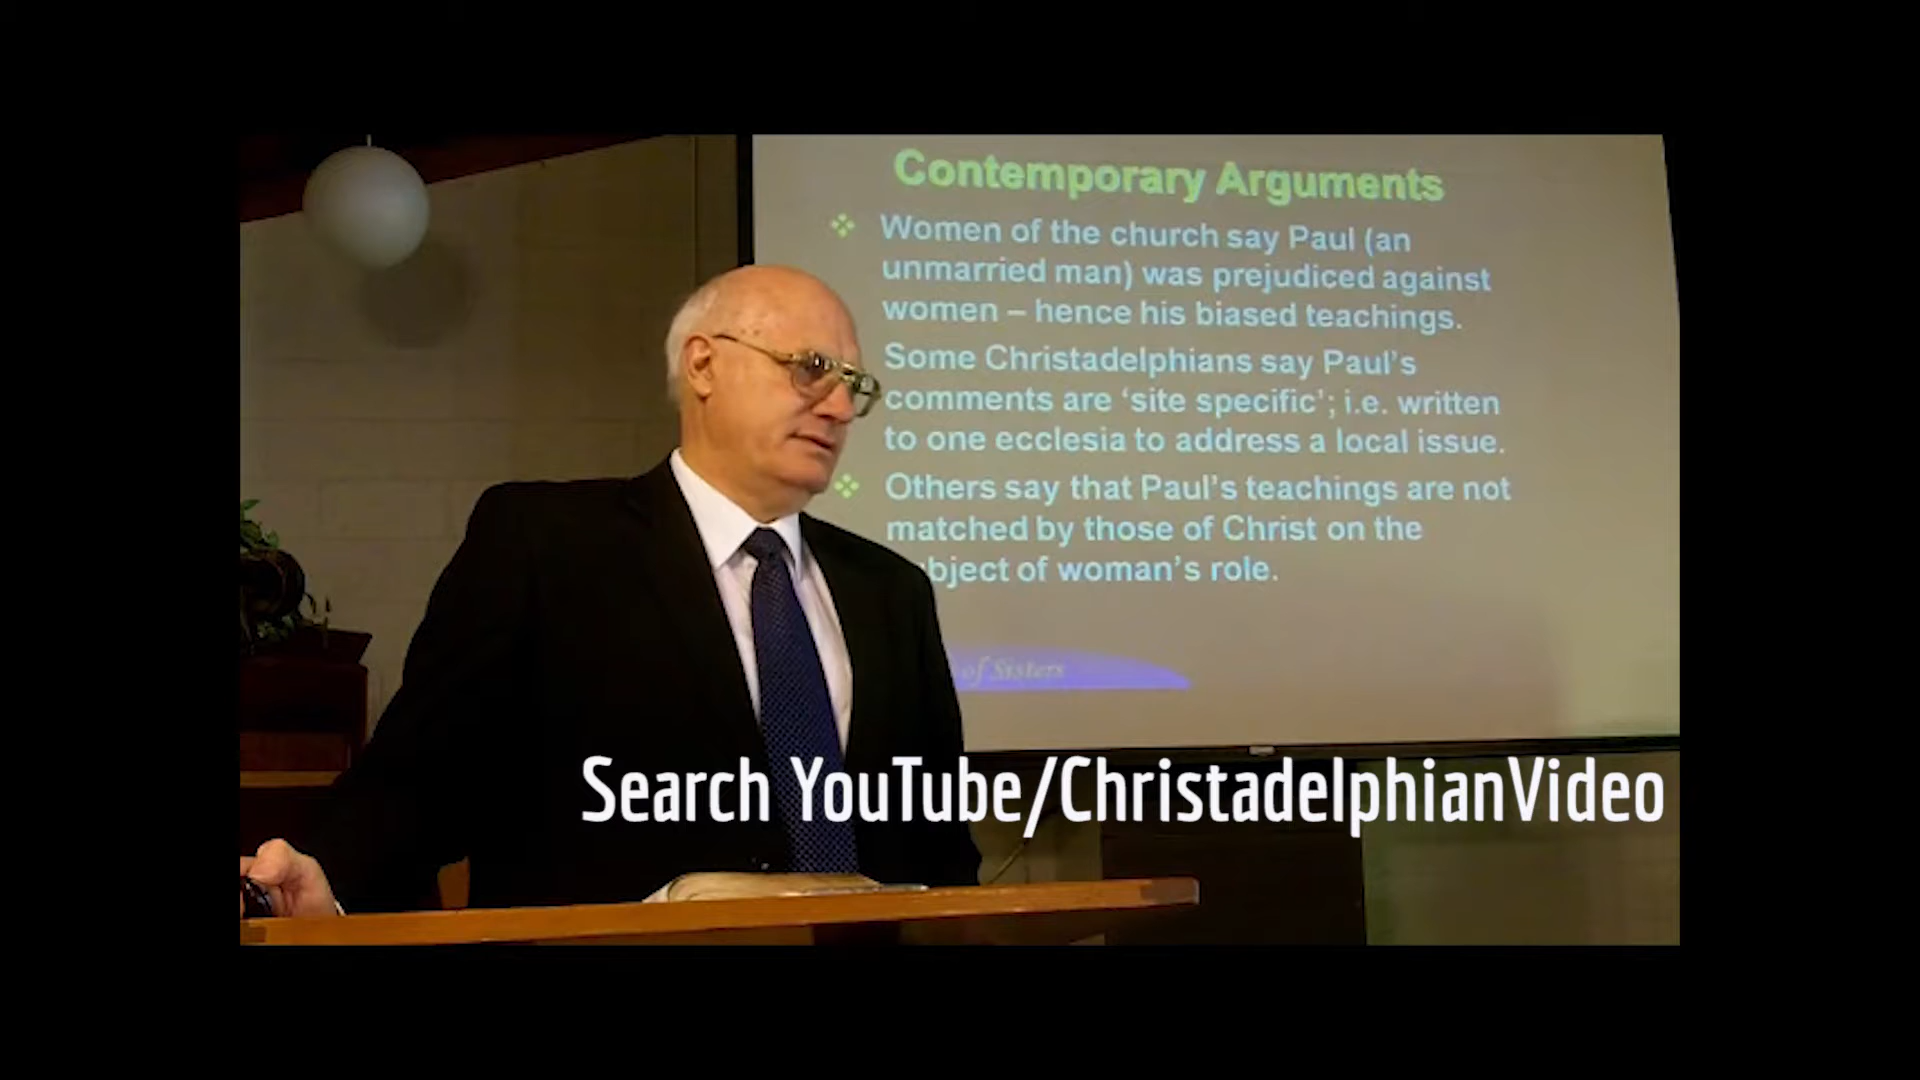 Contemporary Arguments
Women of the church say Paul (an
unmarried man) was prejudiced against
women – hence his biased teachings.
Some Christadelphians say Paul's
comments are 'site specific'; i.e. written
to one ecclesia to address a local issue.
Others say that Paul's teachings are not
matched by those of Christ on the
of woman's role.
of Sisters
Search YouTube/ChristadelphianVideo